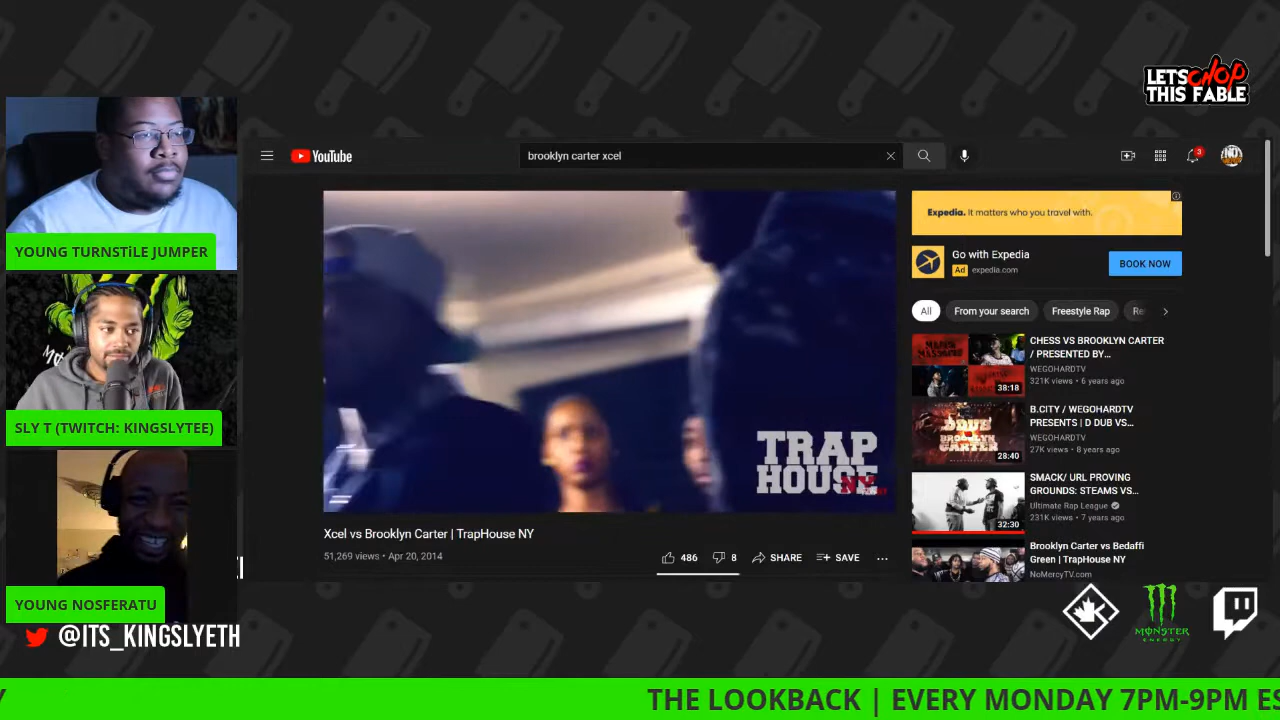 LETS CHOP
THIS FABLE
YouTube
brooklyn carter xcel
3
Expedia. It matters who you travel with.
Go with Expedia
Ad expedia.com
BOOK NOW
All
From your search
Freestyle Rap
Re
YOUNG TURNSTiLE JUMPER
SLY T (TWITCH: KINGSLYTEE)
YOUNG NOSFERATU
@ITS_KINGSLYETH
TRAP
HOUSE
Xcel vs Brooklyn Carter | TrapHouse NY
51,269 views • Apr 20, 2014
486
8
SHARE
SAVE
CHESS VS BROOKLYN CARTER
/ PRESENTED BY...
WEGOHARDTV
321K views • 6 years ago
38:18
B.CITY / WEGOHARDTV
PRESENTS | D DUB VS...
WEGOHARDTV
27K views • 8 years ago
28:40
SMACK/ URL PROVING
GROUNDS: STEAMS VS...
Ultimate Rap League
231K views • 7 years ago
32:30
Brooklyn Carter vs Bedaffi
Green | TrapHouse NY
NoMercyTV.com
MONSTER
ENERGY
THE LOOKBACK | EVERY MONDAY 7PM-9PM ES